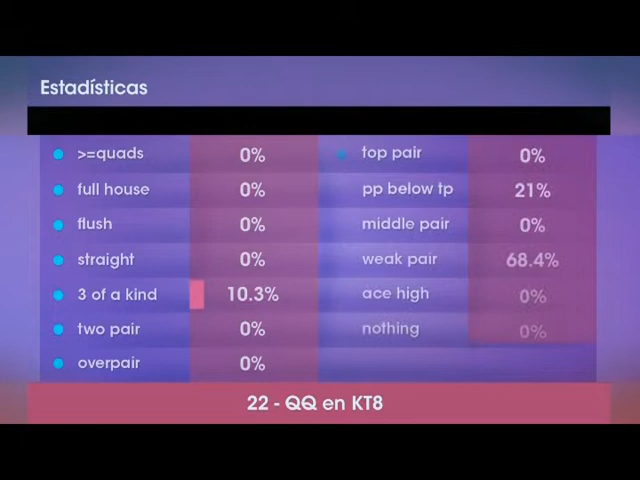 Estadísticas
>=quads 0% top pair 0%
full house 0% pp below tp 21%
flush 0% middle pair 0%
straight 0% weak pair 68.4%
3 of a kind 10.3% ace high 0%
two pair 0% nothing 0%
overpair 0%
22 - QQ en KT8